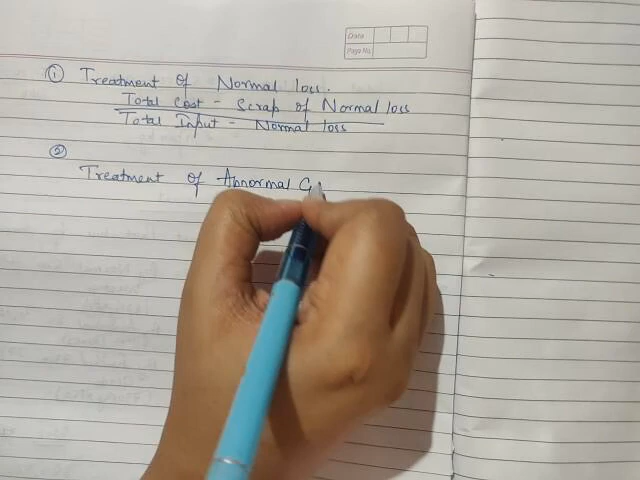 Date
Page No.
① Treatment of Normal loss.
Total Cost - Scrap of Normal loss
Total Input - Normal loss
②
Treatment of Abnormal G